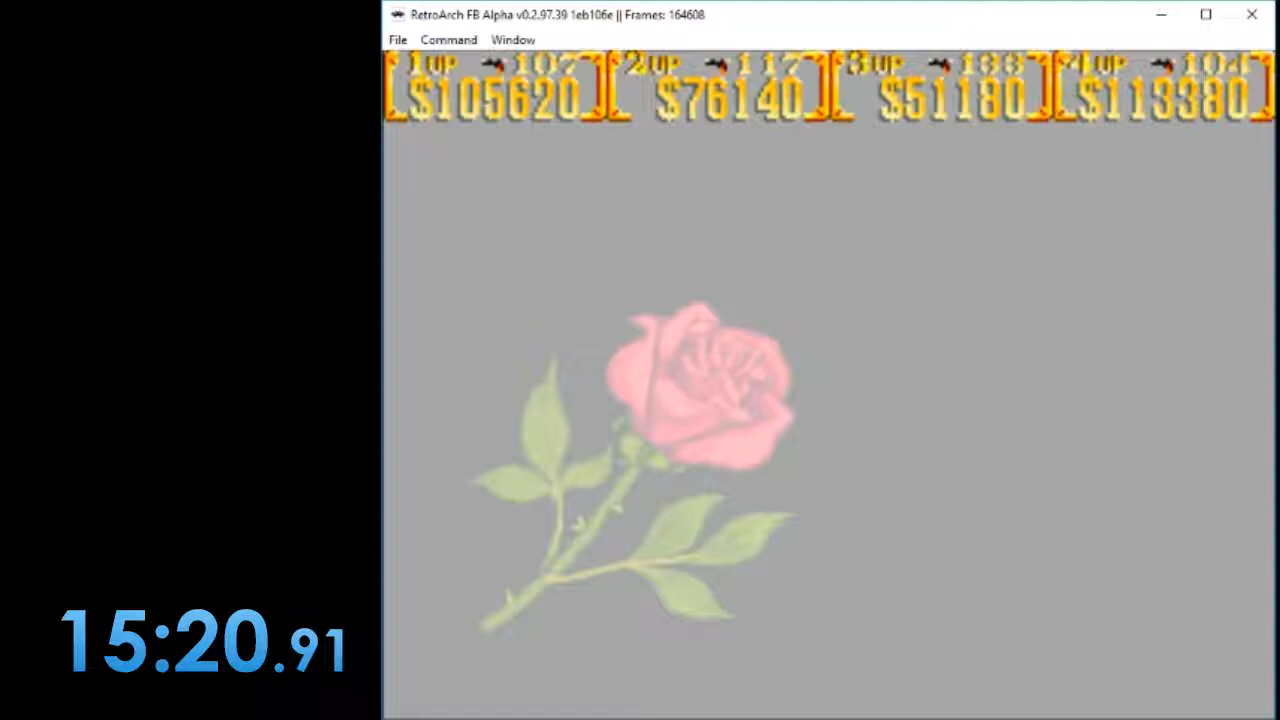 RetroArch FB Alpha v0.2.97.39 1eb106e || Frames: 164608
File Command Window
1UP 107 2UP 117 3UP 133 4UP 104
$105620 $76140 $51180 $113380
15:20.91